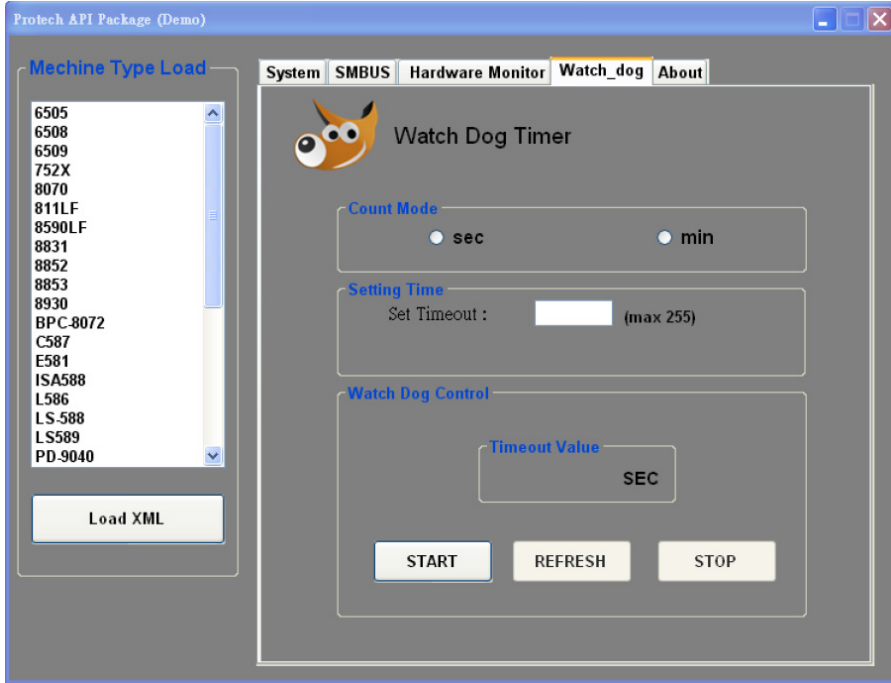 Protech API Package (Demo)
Mechine Type Load
6505
6508
6509
752X
8070
811LF
8590LF
8831
8852
8853
8930
BPC-8072
C587
E581
ISA588
L586
LS-588
LS589
PD-9040
Load XML
System SMBUS Hardware Monitor Watch_dog About
Watch Dog Timer
Count Mode
sec min
Setting Time
Set Timeout : (max 255)
Watch Dog Control
Timeout Value
SEC
START REFRESH STOP